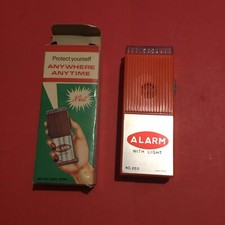 Protect yourself
ANYWHERE
ANYTIME
ALARM
WITH LIGHT